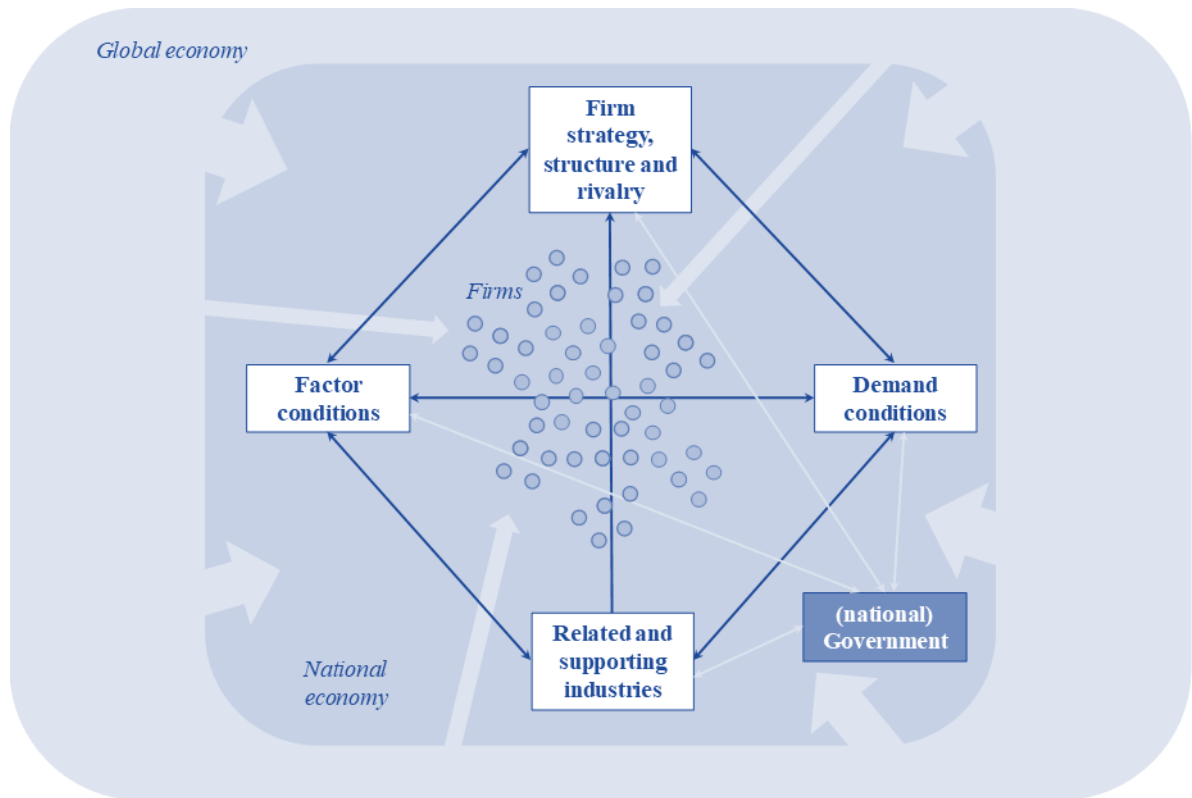 Global economy
Firm
strategy,
structure and
rivalry
Firms
Factor
conditions
Demand
conditions
(national)
Government
Related and
supporting
industries
National
economy